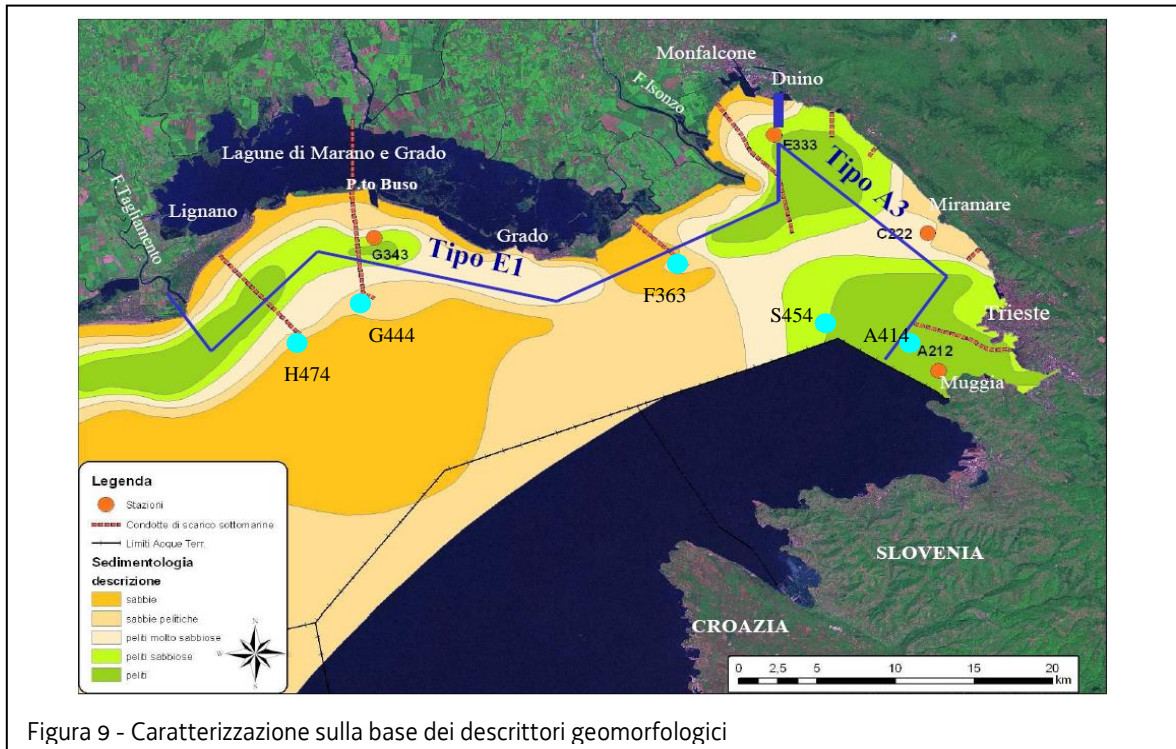 Monfalcone
Duino
F.Isonzo
E333
Lagune di Marano e Grado
P.to Buso
F.Tagliamento
Lignano
Tipo A3
Miramare
C222
Grado
G343
Tipo E1
F363
G444
S454
Trieste
A414
A212
H474
Muggia
SLOVENIA
CROAZIA
Legenda
Stazioni
Condotte di scarico sottomarine
Limiti Acque Terr.
Sedimentologia
descrizione
sabbie
sabbie pelitiche
peliti molto sabbiose
peliti sabbiose
peliti
N
W
E
S
0 2,5 5 10 15 20
km
Figura 9 - Caratterizzazione sulla base dei descrittori geomorfologici